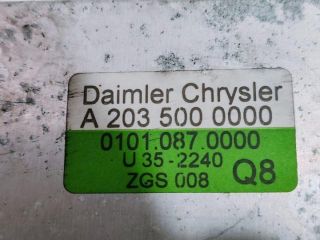 Daimler Chrysler
A 203 500 0000
0101.087.0000
U 35-2240
ZGS 008 Q8